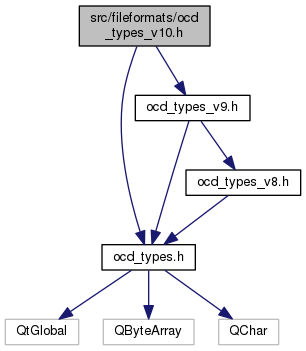 src/fileformats/ocd
_types_v10.h
ocd_types_v9.h
ocd_types_v8.h
ocd_types.h
QtGlobal
QByteArray
QChar